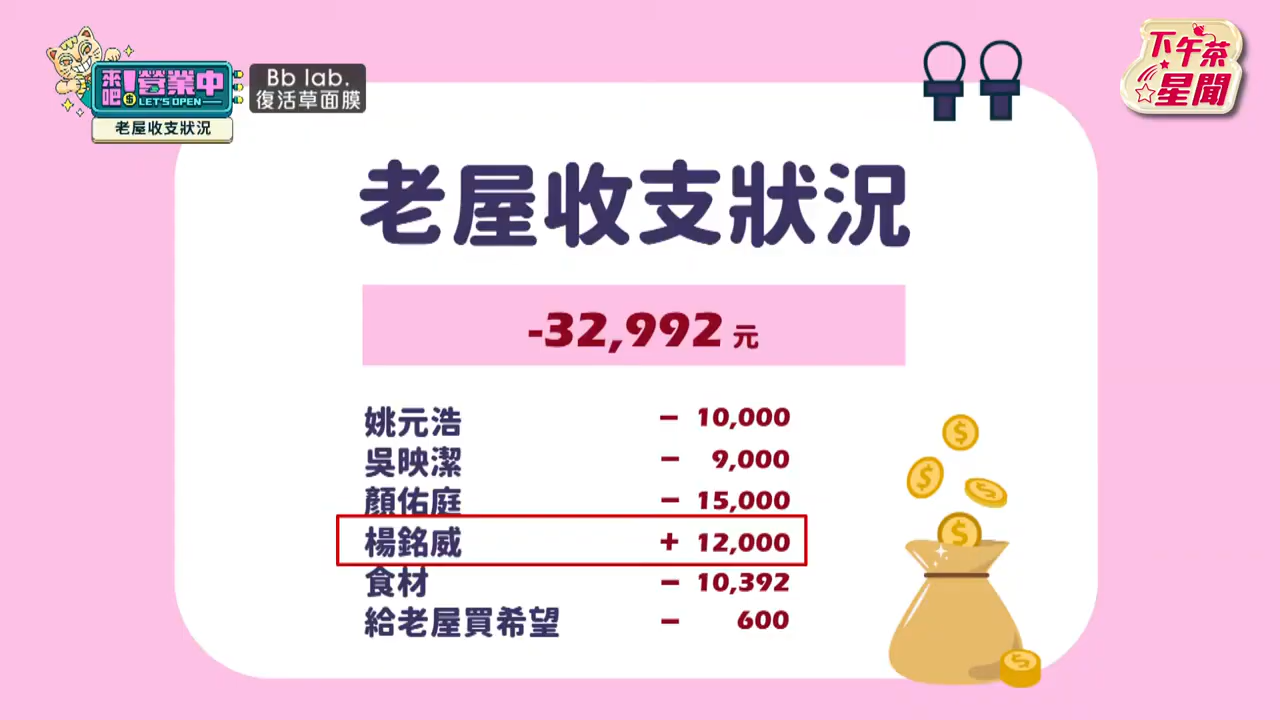 來吧!營業中
LET'S OPEN
老屋收支狀況
Bb lab.
復活草面膜
下午茶
星聞
老屋收支狀況
-32,992 元
姚元浩 - 10,000
吳映潔 - 9,000
顏佑庭 - 15,000
楊銘威 + 12,000
食材 - 10,392
給老屋買希望 - 600